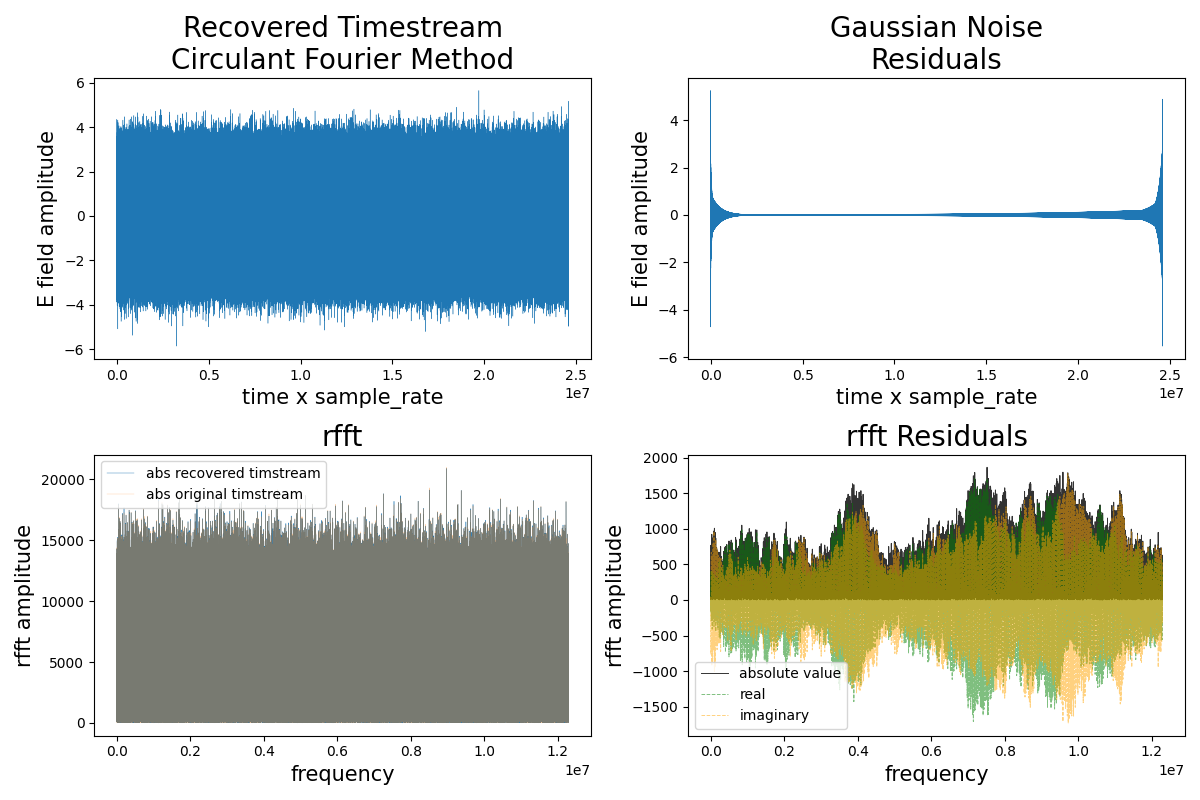 Recovered Timestream
Circulant Fourier Method
E field amplitude
6
4
2
0
−2
−4
−6
0.0 0.5 1.0 1.5 2.0 2.5
1e7
time x sample_rate
Gaussian Noise
Residuals
E field amplitude
4
2
0
−2
−4
−6
0.0 0.5 1.0 1.5 2.0 2.5
1e7
time x sample_rate
rfft
rfft amplitude
20000
15000
10000
5000
0
abs recovered timstream
abs original timstream
0.0 0.2 0.4 0.6 0.8 1.0 1.2
1e7
frequency
rfft Residuals
rfft amplitude
2000
1500
1000
500
0
−500
−1000
−1500
absolute value
real
imaginary
0.0 0.2 0.4 0.6 0.8 1.0 1.2
1e7
frequency